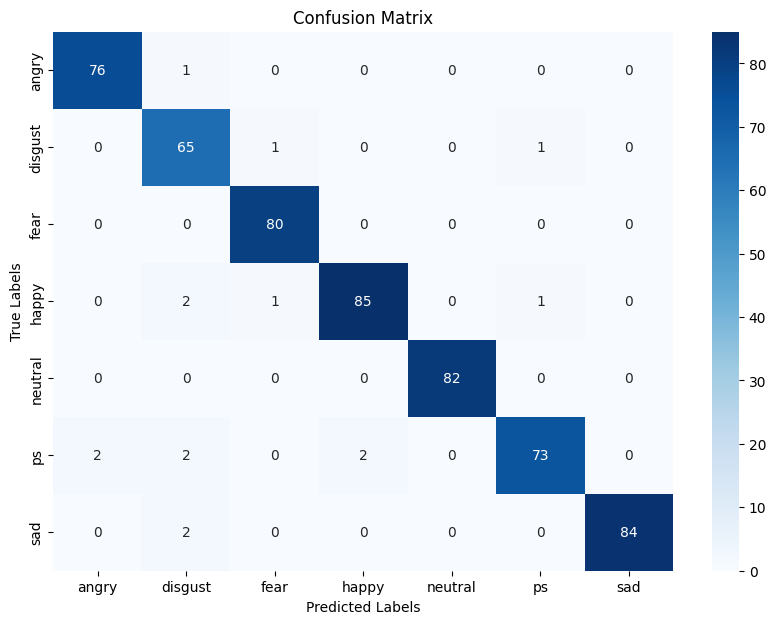 Confusion Matrix
True Labels
angry 76 1 0 0 0 0 0
disgust 0 65 1 0 0 1 0
fear 0 0 80 0 0 0 0
happy 0 2 1 85 0 1 0
neutral 0 0 0 0 82 0 0
ps 2 2 0 2 0 73 0
sad 0 2 0 0 0 0 84
angry disgust fear happy neutral ps sad
Predicted Labels
80
70
60
50
40
30
20
10
0